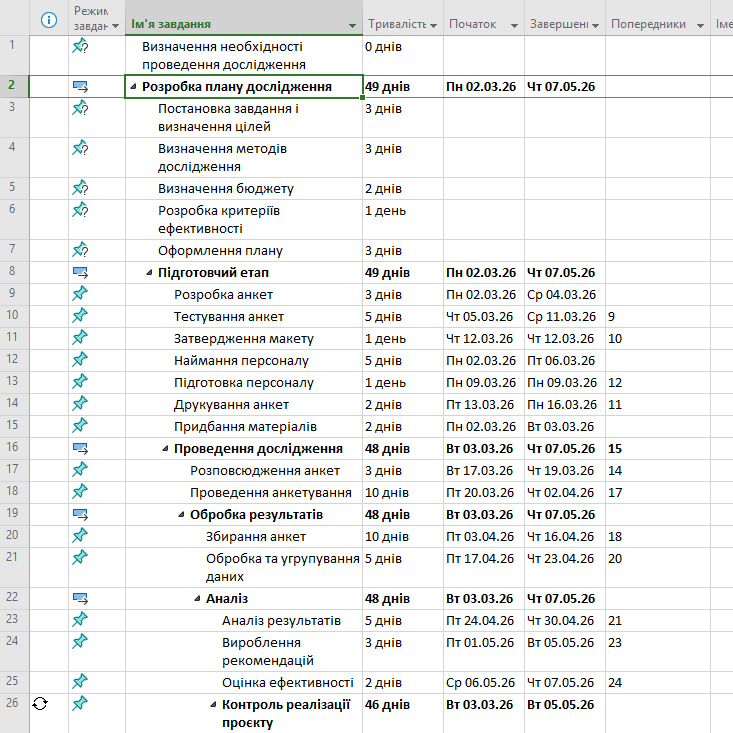 Режим завдан Ім'я завдання Тривалість Початок Завершені Попередники Іме
1 Визначення необхідності проведення дослідження 0 днів
2 Розробка плану дослідження 49 днів Пн 02.03.26 Чт 07.05.26
3 Постановка завдання і визначення цілей 3 днів
4 Визначення методів дослідження 3 днів
5 Визначення бюджету 2 днів
6 Розробка критеріїв ефективності 1 день
7 Оформлення плану 3 днів
8 Підготовчий етап 49 днів Пн 02.03.26 Чт 07.05.26
9 Розробка анкет 3 днів Пн 02.03.26 Ср 04.03.26
10 Тестування анкет 5 днів Чт 05.03.26 Ср 11.03.26 9
11 Затвердження макету 1 день Чт 12.03.26 Чт 12.03.26 10
12 Наймання персоналу 5 днів Пн 02.03.26 Пт 06.03.26
13 Підготовка персоналу 1 день Пн 09.03.26 Пн 09.03.26 12
14 Друкування анкет 2 днів Пт 13.03.26 Пн 16.03.26 11
15 Придбання матеріалів 2 днів Пн 02.03.26 Вт 03.03.26
16 Проведення дослідження 48 днів Вт 03.03.26 Чт 07.05.26 15
17 Розповсюдження анкет 3 днів Вт 17.03.26 Чт 19.03.26 14
18 Проведення анкетування 10 днів Пт 20.03.26 Чт 02.04.26 17
19 Обробка результатів 48 днів Вт 03.03.26 Чт 07.05.26
20 Збирання анкет 10 днів Пт 03.04.26 Чт 16.04.26 18
21 Обробка та угрупування даних 5 днів Пт 17.04.26 Чт 23.04.26 20
22 Аналіз 48 днів Вт 03.03.26 Чт 07.05.26
23 Аналіз результатів 5 днів Пт 24.04.26 Чт 30.04.26 21
24 Вироблення рекомендацій 3 днів Пт 01.05.26 Вт 05.05.26 23
25 Оцінка ефективності 2 днів Ср 06.05.26 Чт 07.05.26 24
26 Контроль реалізації проєкту 46 днів Вт 03.03.26 Вт 05.05.26